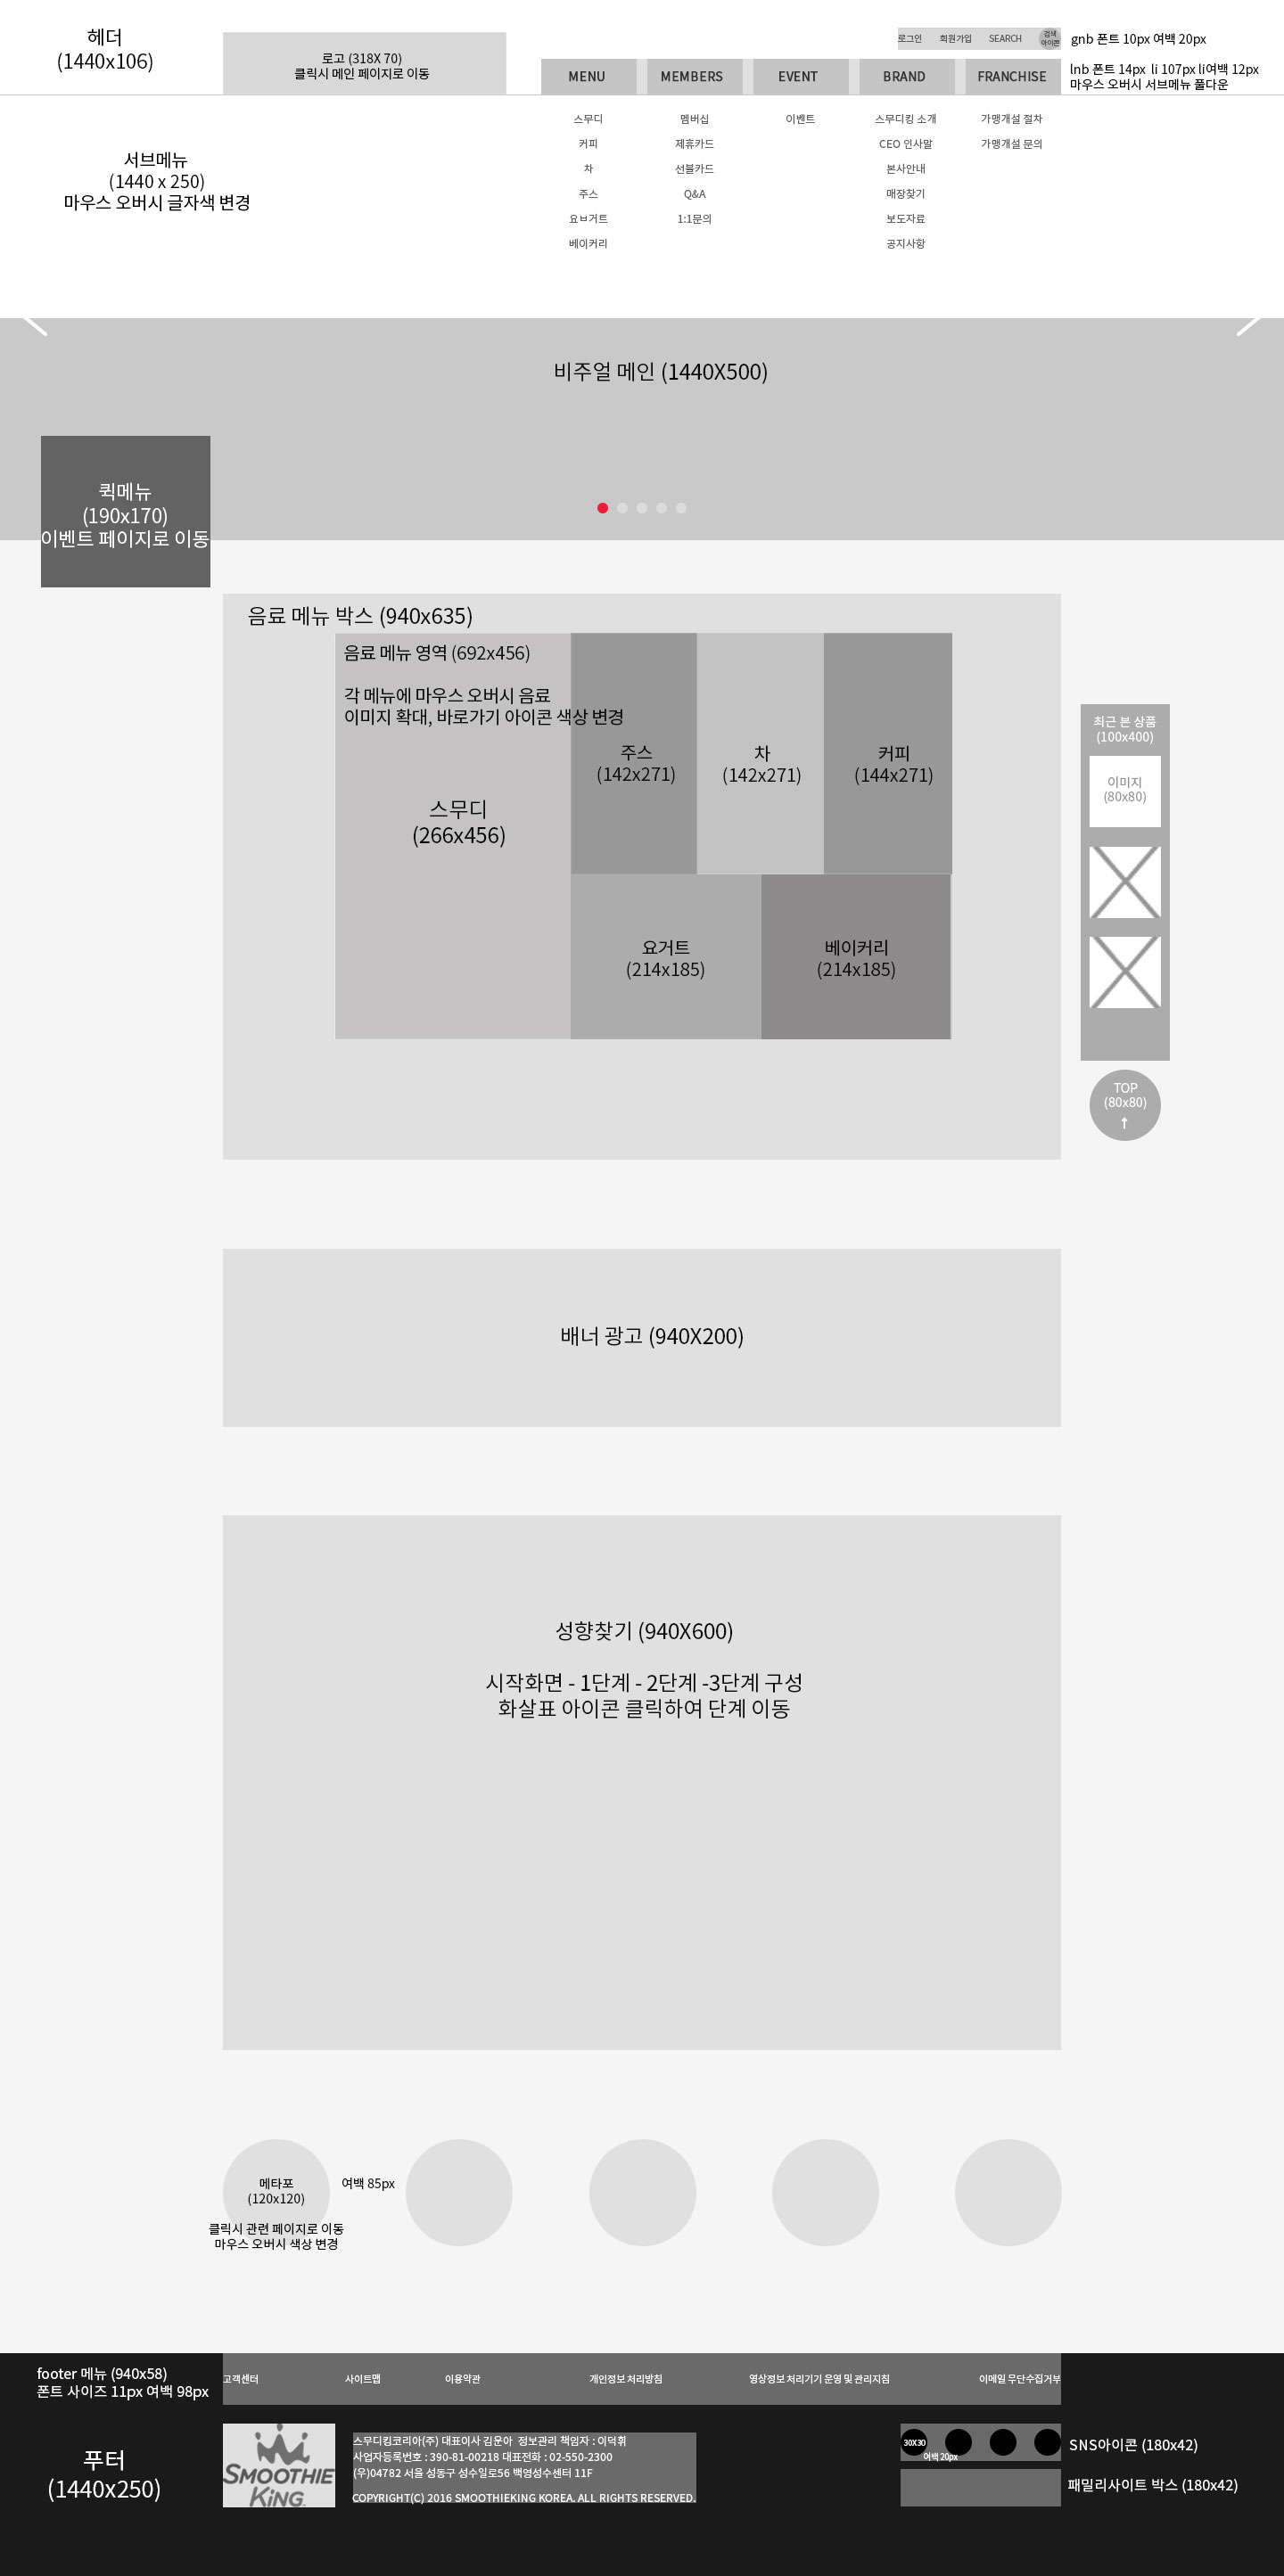 헤더
(1440x106)
로고 (318X 70)
클릭시 메인 페이지로 이동
로그인 회원가입 SEARCH 검색
아이콘
gnb 폰트 10px 여백 20px
MENU MEMBERS EVENT BRAND FRANCHISE
lnb 폰트 14px li 107px li여백 12px
마우스 오버시 서브메뉴 풀다운
서브메뉴
(1440 x 250)
마우스 오버시 글자색 변경
스무디 멤버십 이벤트 스무디킹 소개 가맹개설 절차
커피 제휴카드 CEO 인사말 가맹개설 문의
차 선불카드 본사안내
주스 Q&A 매장찾기
요ㅂ거트 1:1문의 보도자료
베이커리 공지사항
비주얼 메인 (1440X500)
퀵메뉴
(190x170)
이벤트 페이지로 이동
음료 메뉴 박스 (940x635)
음료 메뉴 영역 (692x456)
각 메뉴에 마우스 오버시 음료
이미지 확대, 바로가기 아이콘 색상 변경
스무디
(266x456)
주스
(142x271)
차
(142x271)
커피
(144x271)
요거트
(214x185)
베이커리
(214x185)
최근 본 상품
(100x400)
이미지
(80x80)
TOP
(80x80)
↑
배너 광고 (940X200)
성향찾기 (940X600)
시작화면 - 1단계 - 2단계 -3단계 구성
화살표 아이콘 클릭하여 단계 이동
메타포
(120x120)
여백 85px
클릭시 관련 페이지로 이동
마우스 오버시 색상 변경
footer 메뉴 (940x58)
폰트 사이즈 11px 여백 98px
고객센터 사이트맵 이용약관 개인정보 처리방침 영상정보 처리기기 운영 및 관리지침 이메일 무단수집거부
푸터
(1440x250)
SMOOTHIE
KING
스무디킹코리아(주) 대표이사 김운아 정보관리 책임자 : 이덕휘
사업자등록번호 : 390-81-00218 대표전화 : 02-550-2300
(우)04782 서울 성동구 성수일로56 백영성수센터 11F
COPYRIGHT(C) 2016 SMOOTHIEKING KOREA. ALL RIGHTS RESERVED.
30X30
여백 20px
SNS아이콘 (180x42)
패밀리사이트 박스 (180x42)